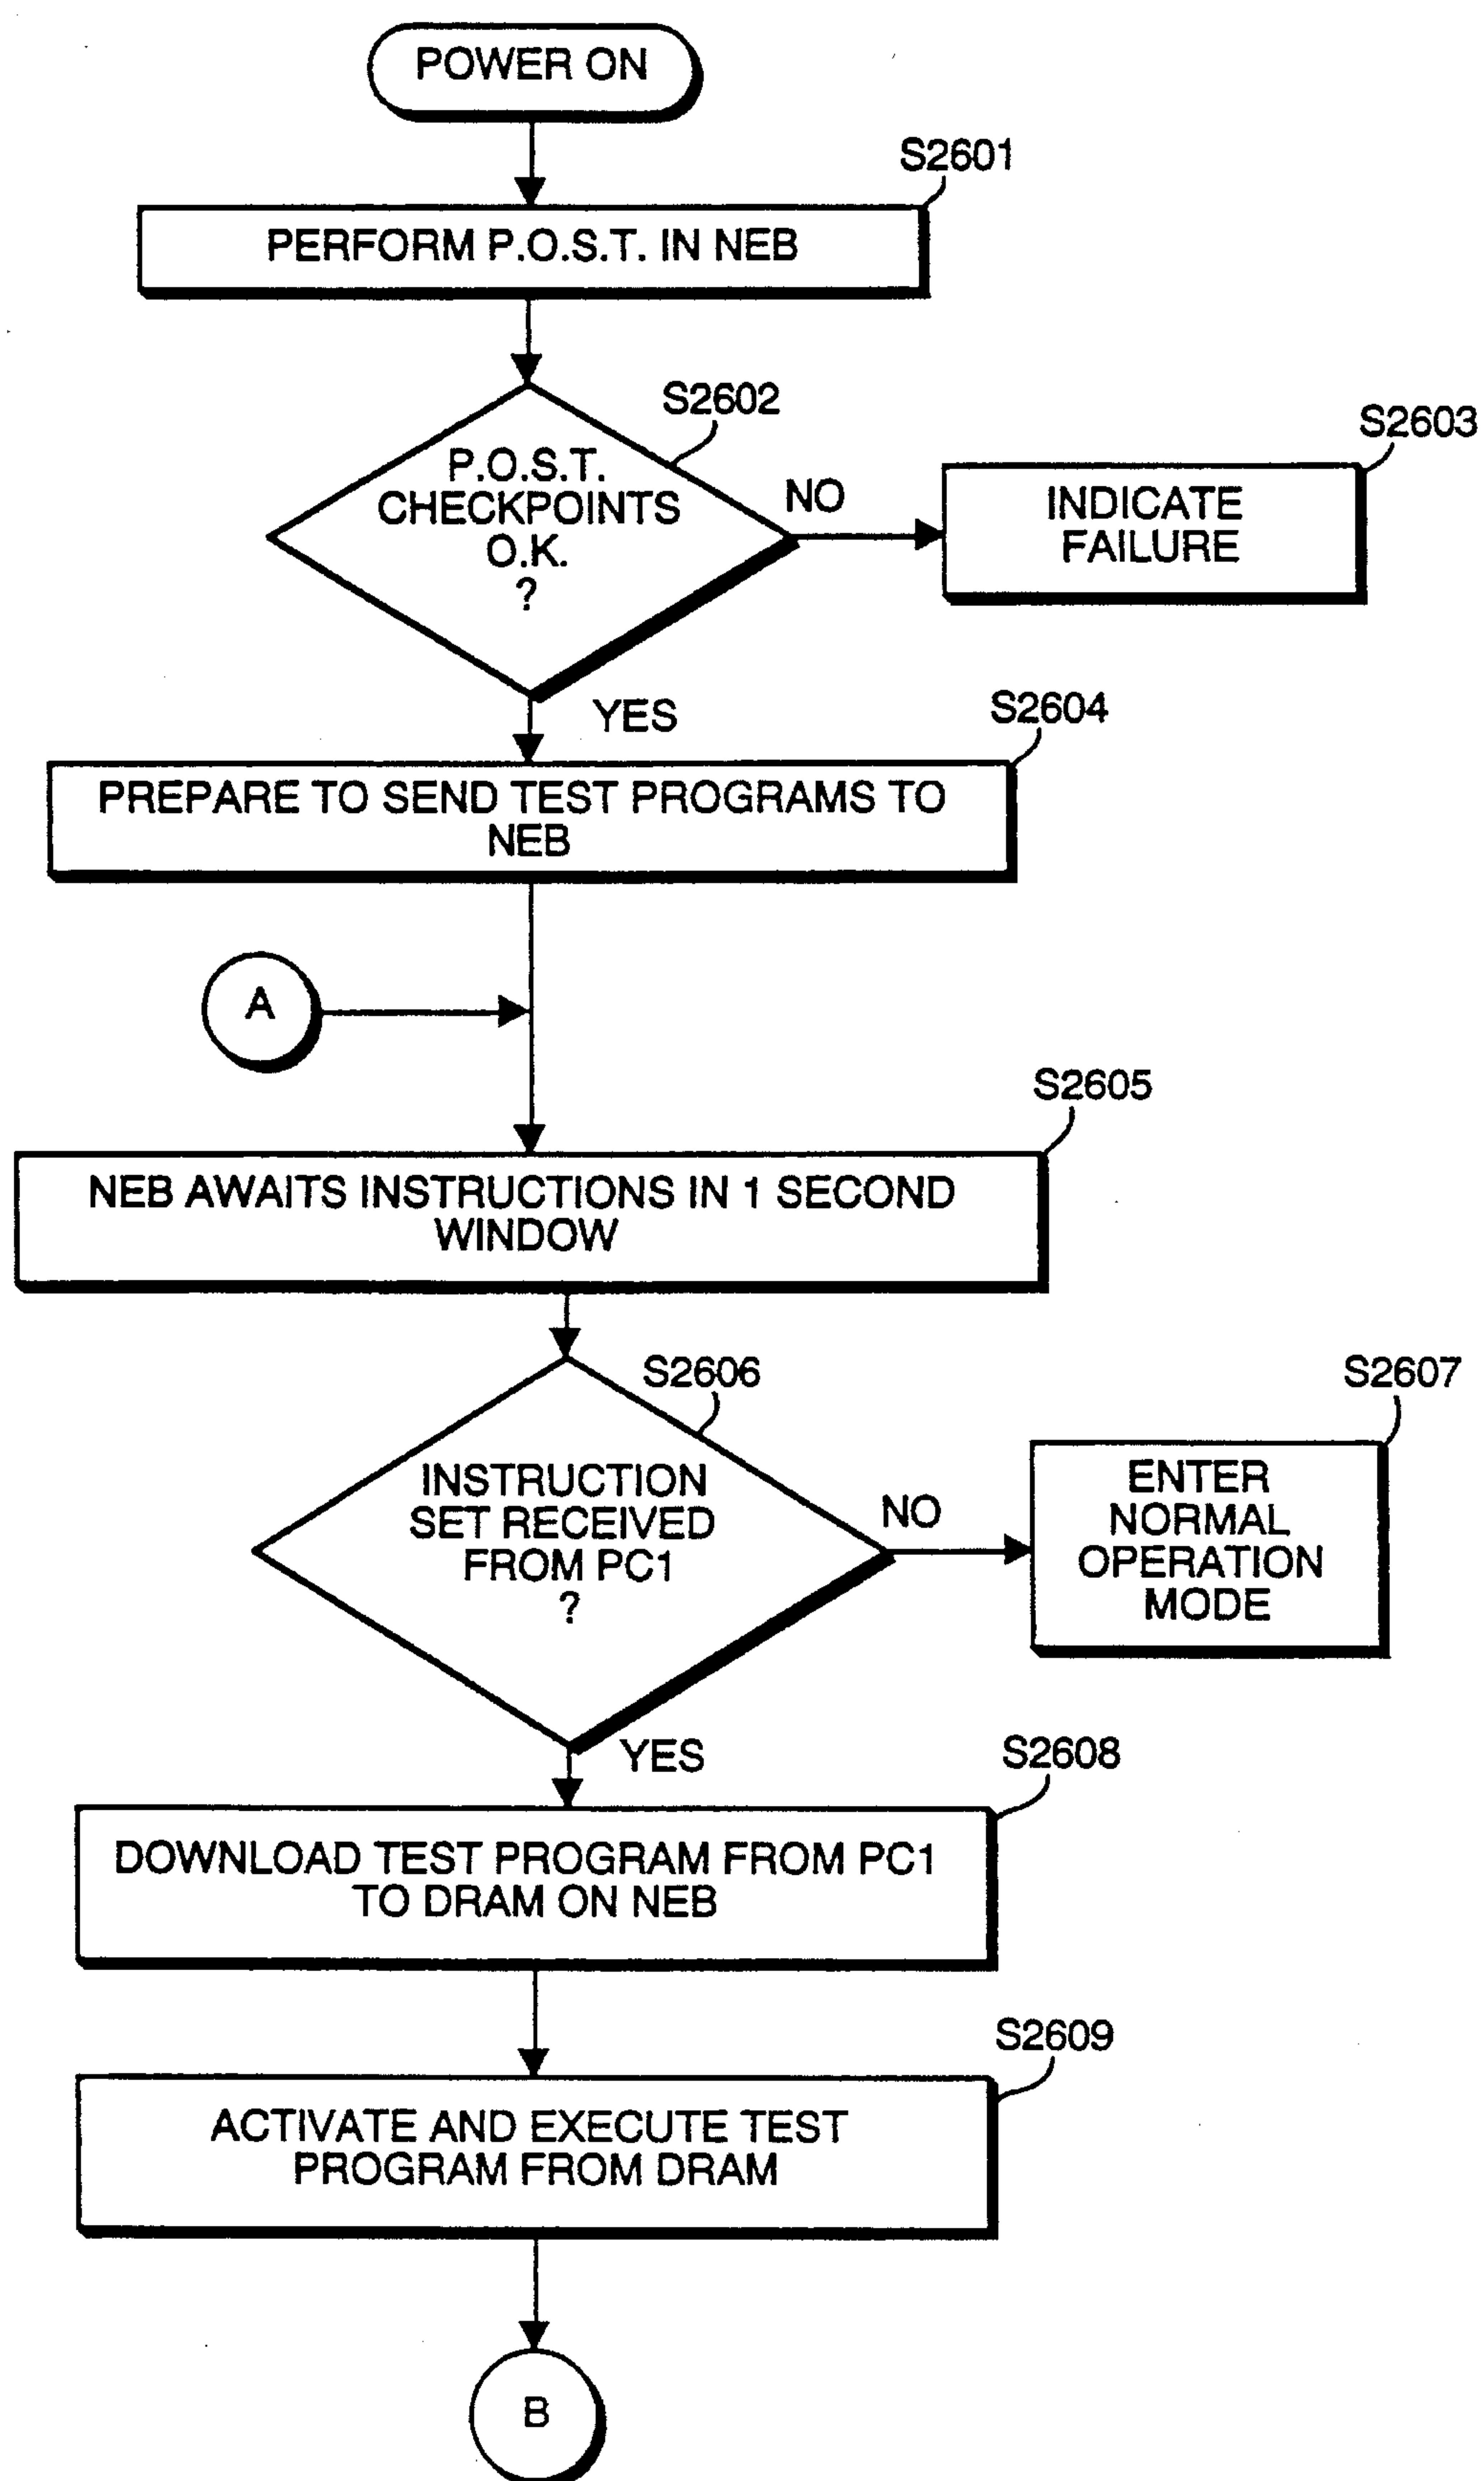 POWER ON
S2601
PERFORM P.O.S.T. IN NEB
S2602
P.O.S.T.
CHECKPOINTS
O.K.
?
NO
S2603
INDICATE
FAILURE
YES
S2604
PREPARE TO SEND TEST PROGRAMS TO
NEB
A
S2605
NEB AWAITS INSTRUCTIONS IN 1 SECOND
WINDOW
S2606
INSTRUCTION
SET RECEIVED
FROM PC1
?
NO
S2607
ENTER
NORMAL
OPERATION
MODE
YES
S2608
DOWNLOAD TEST PROGRAM FROM PC1
TO DRAM ON NEB
S2609
ACTIVATE AND EXECUTE TEST
PROGRAM FROM DRAM
B